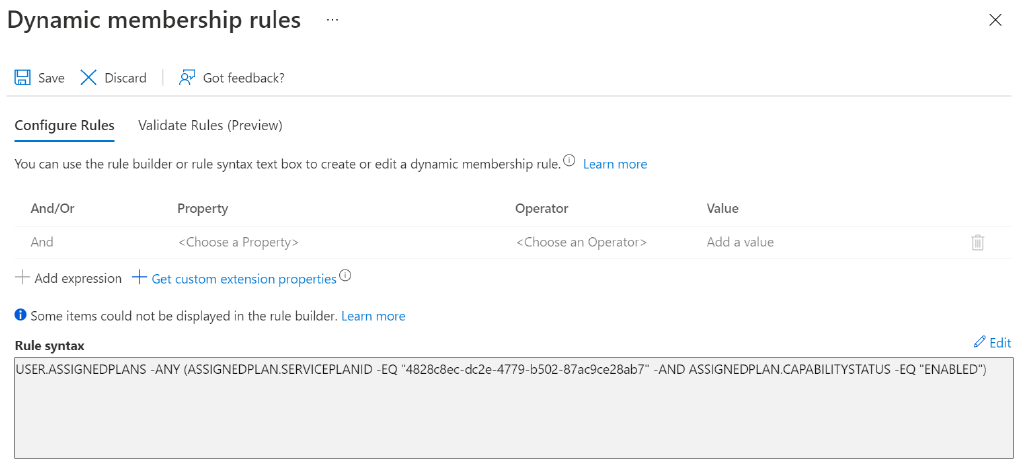 Dynamic membership rules ...
Save Discard Got feedback?
Configure Rules Validate Rules (Preview)
You can use the rule builder or rule syntax text box to create or edit a dynamic membership rule. Learn more
And/Or Property Operator Value
And <Choose a Property> <Choose an Operator> Add a value
Add expression Get custom extension properties
Some items could not be displayed in the rule builder. Learn more
Rule syntax Edit
USER.ASSIGNEDPLANS -ANY (ASSIGNEDPLAN.SERVICEPLANID -EQ "4828c8ec-dc2e-4779-b502-87ac9ce28ab7" -AND ASSIGNEDPLAN.CAPABILITYSTATUS -EQ "ENABLED")